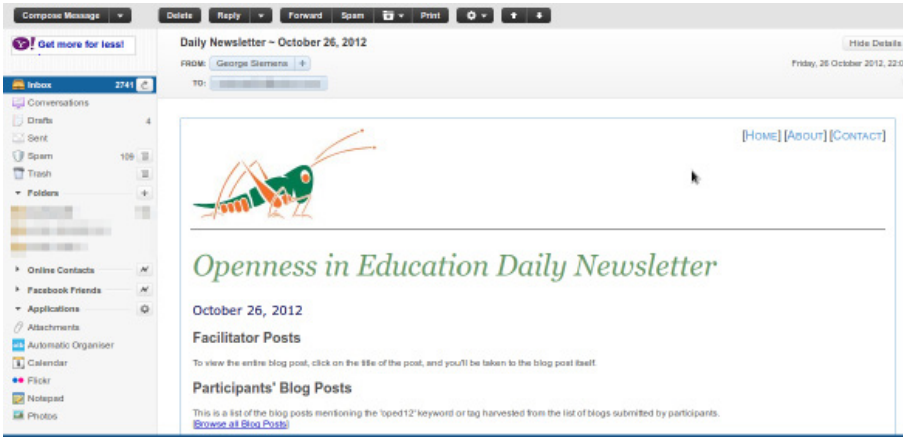 Compose Message
Delete Reply Forward Spam Print
Get more for less!
Daily Newsletter ~ October 26, 2012
Hide Details
FROM: George Siemens +
Friday, 26 October 2012, 22:0
TO:
Inbox 2741
Conversations
Drafts 4
Sent
Spam 109
Trash
Folders +
Online Contacts
Facebook Friends
Applications
Attachments
Automatic Organiser
Calendar
Flickr
Notepad
Photos
[HOME] [ABOUT] [CONTACT]
Openness in Education Daily Newsletter
October 26, 2012
Facilitator Posts
To view the entire blog post, click on the title of the post, and you'll be taken to the blog post itself.
Participants' Blog Posts
This is a list of the blog posts mentioning the 'oped12' keyword or tag harvested from the list of blogs submitted by participants.
[Browse all Blog Posts]